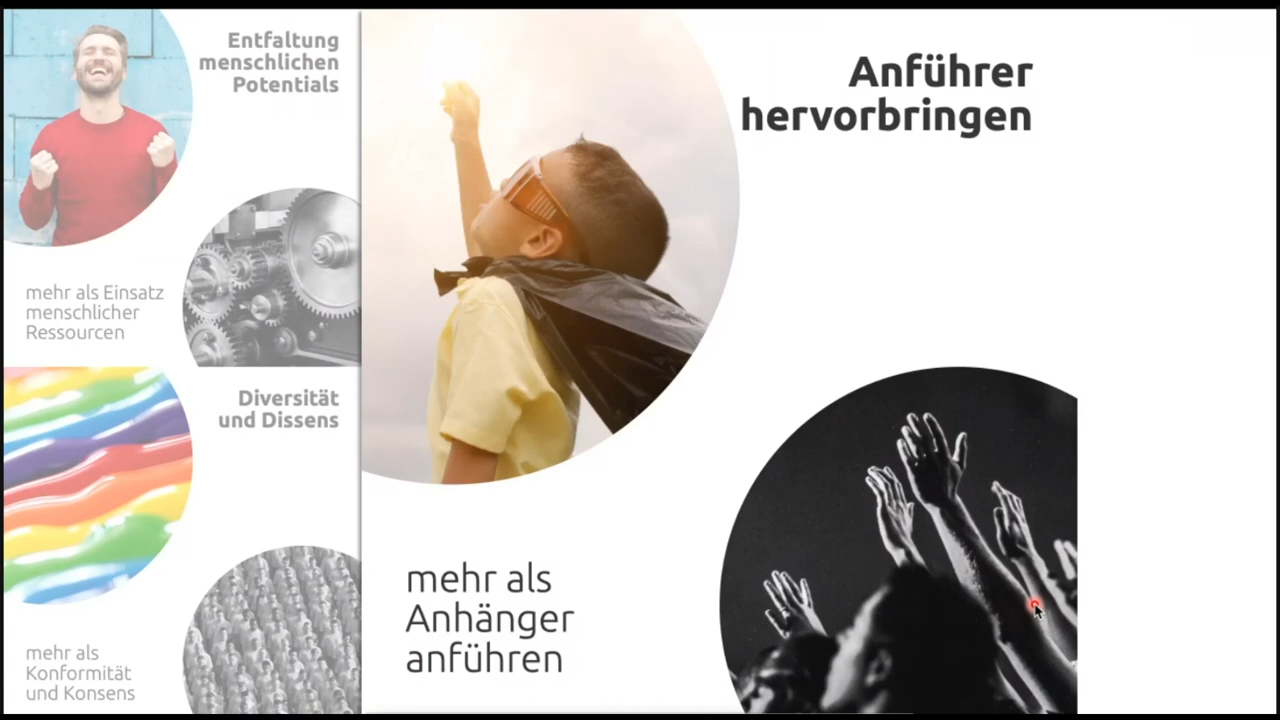 Entfaltung
menschlichen
Potentials
mehr als Einsatz
menschlicher
Ressourcen
Diversität
und Dissens
mehr als
Konformität
und Konsens
Anführer
hervorbringen
mehr als
Anhänger
anführen